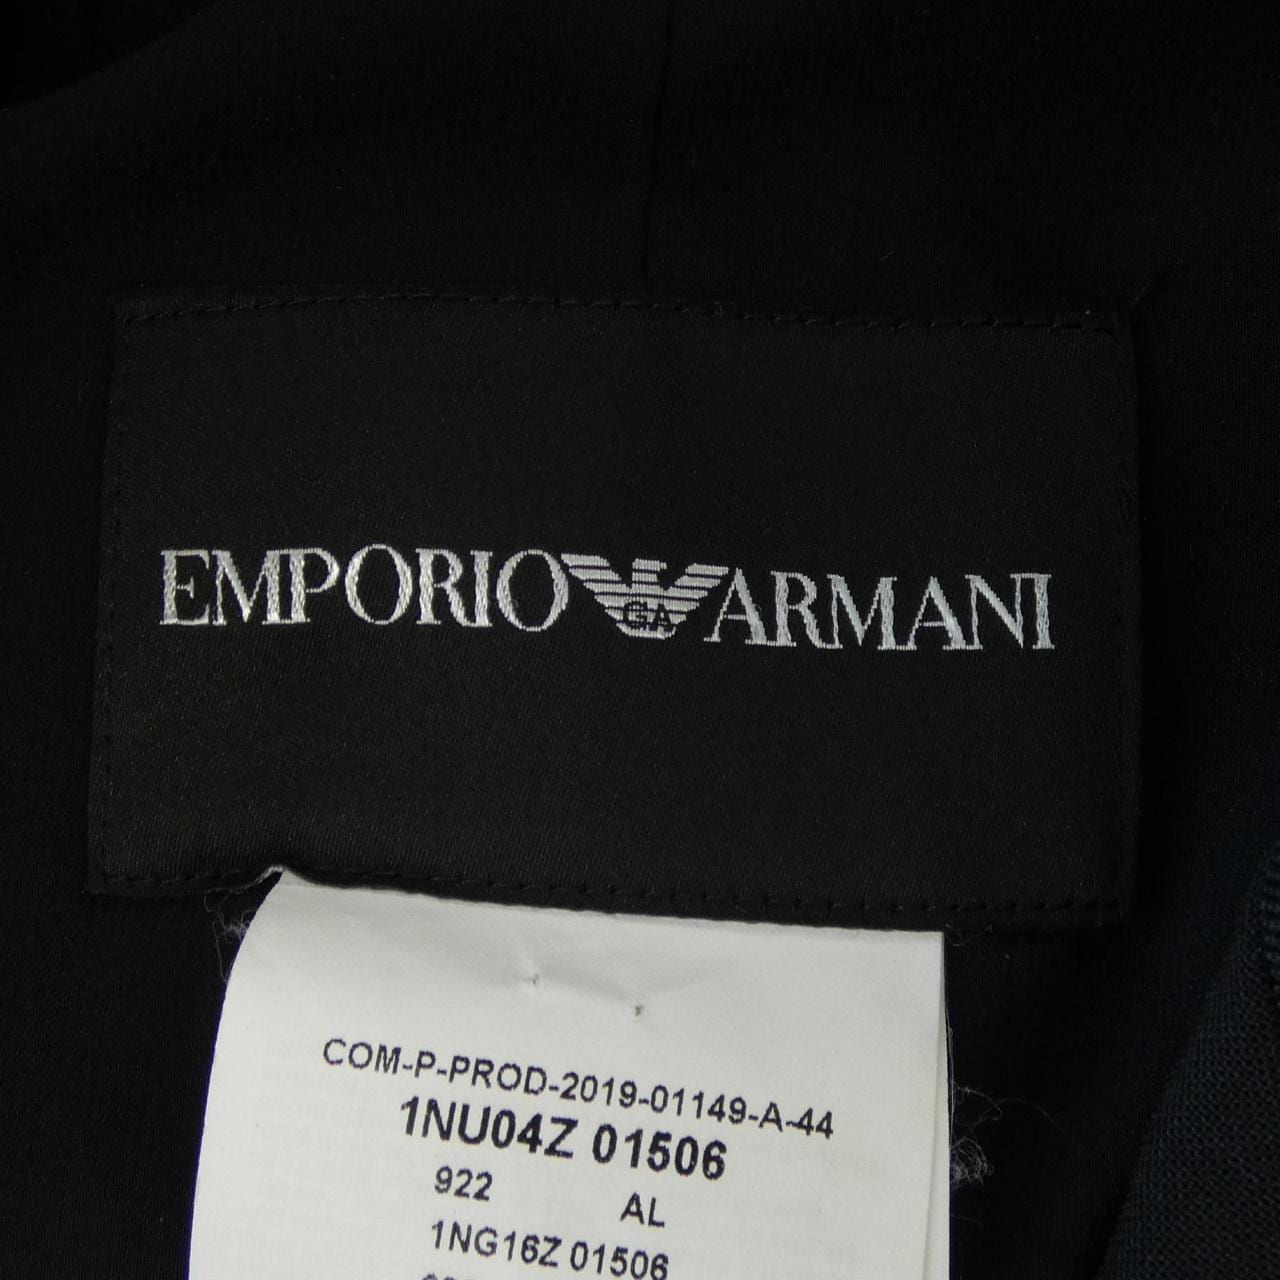 EMPORIO GA ARMANI
COM-P-PROD-2019-01149-A-44
1NU04Z 01506
922 AL
1NG16Z 01506